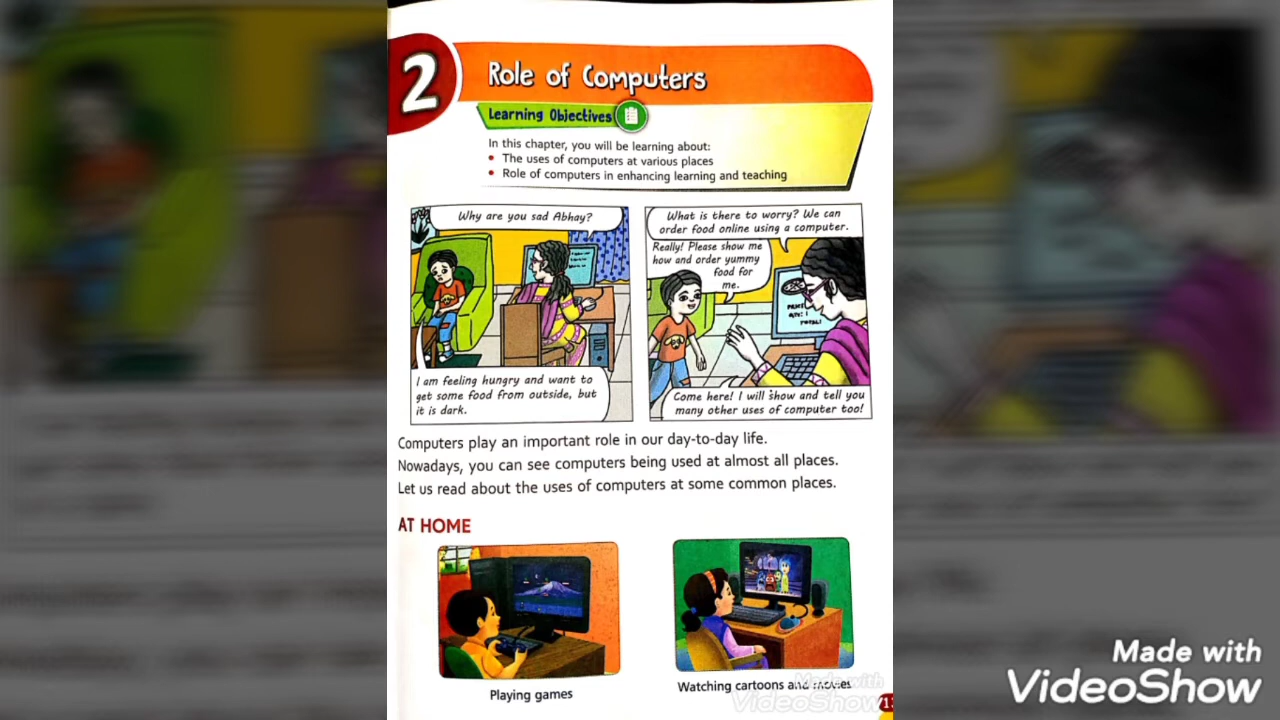 2
Role of Computers
Learning Objectives
In this chapter, you will be learning about:
• The uses of computers at various places
• Role of computers in enhancing learning and teaching
Why are you sad Abhay?
I am feeling hungry and want to
get some food from outside, but
it is dark.
What is there to worry? We can
order food online using a computer.
Really! Please show me
how and order yummy
food for
me.
Come here! I will show and tell you
many other uses of computer too!
Computers play an important role in our day-to-day life.
Nowadays, you can see computers being used at almost all places.
Let us read about the uses of computers at some common places.
AT HOME
Playing games
Watching cartoons and movies
Made with
VideoShow
Made with
VideoShow